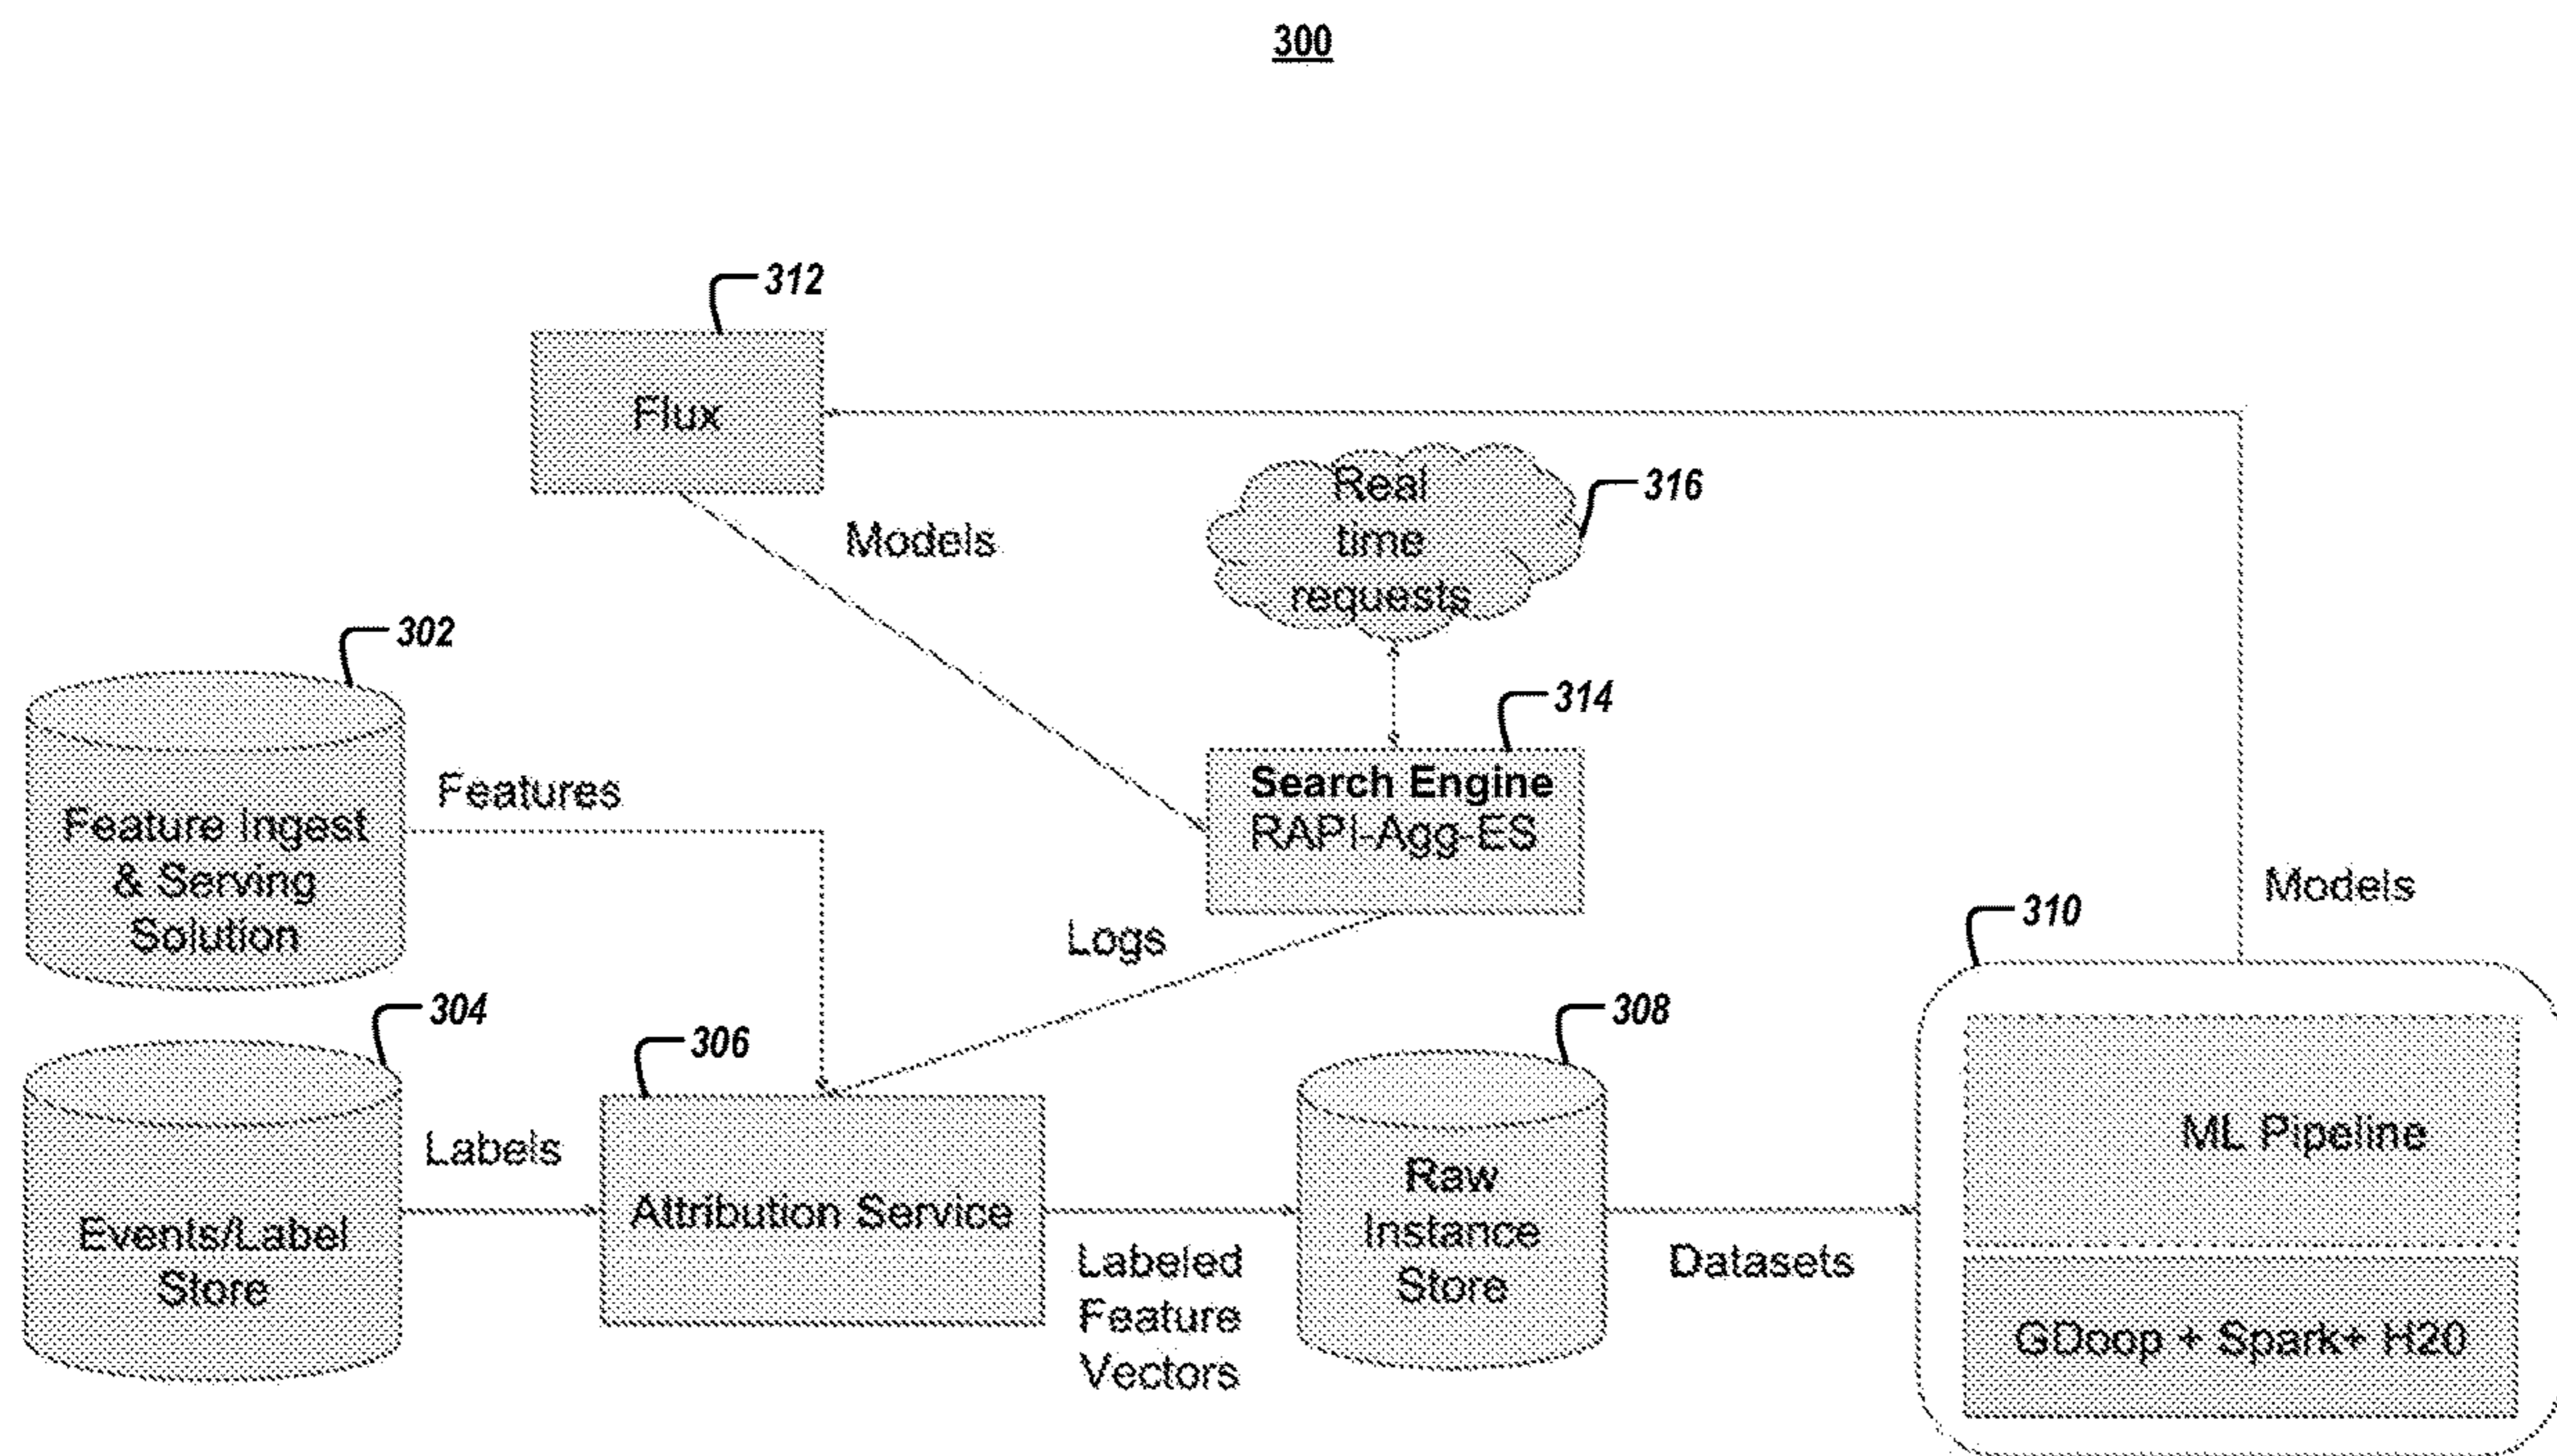 300
312
Flux
Models
Real
time
requests
316
302
Feature Ingest
& Serving
Solution
Features
314
Search Engine
RAPI-Agg-ES
Logs
Models
310
304
Events/Label
Store
Labels
306
Attribution Service
Labeled
Feature
Vectors
308
Raw
Instance
Store
Datasets
ML Pipeline
GDoop + Spark+ H20